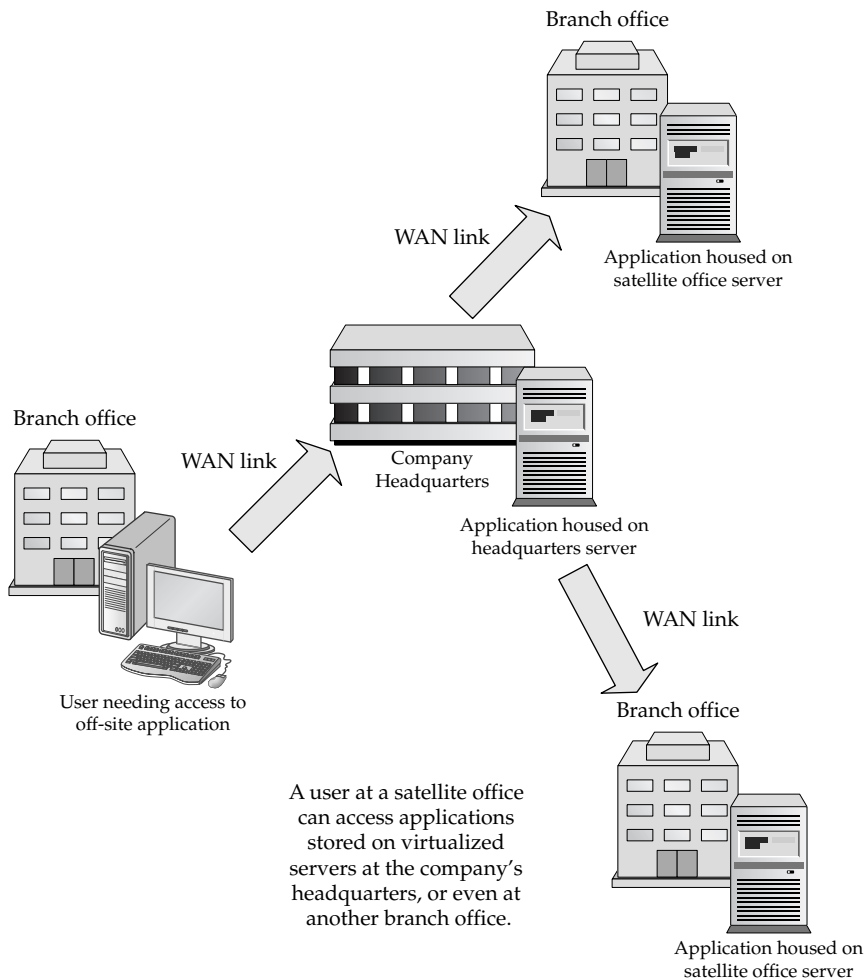 Branch office
WAN link
Application housed on
satellite office server
Branch office
WAN link
Company
Headquarters
Application housed on
headquarters server
User needing access to
off-site application
WAN link
Branch office
A user at a satellite office
can access applications
stored on virtualized
servers at the company's
headquarters, or even at
another branch office.
Application housed on
satellite office server